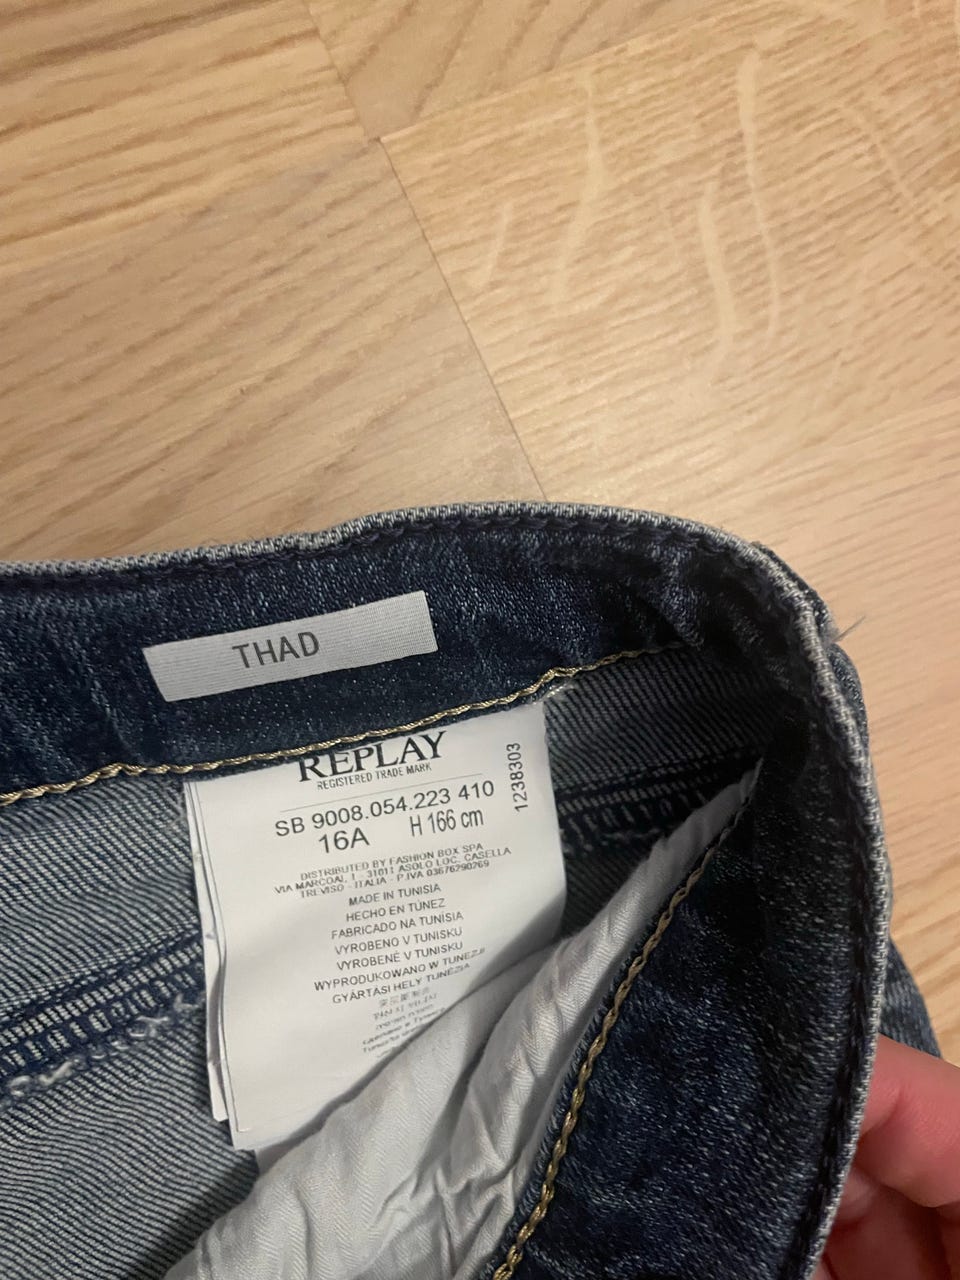 THAD
REPLAY
REGISTERED TRADE MARK
SB 9008.054.223 410
16A H 166 cm
1238303
DISTRIBUTED BY FASHION BOX SPA
VIA MARCOAI, 1 - 31011 ASOLO LOC. CASELLA
TREVISO - ITALIA - P.IVA 03676290269
MADE IN TUNISIA
HECHO EN TÚNEZ
FABRICADO NA TUNÍSIA
VYROBENO V TUNISKU
VYROBENÉ V TUNISKU
WYPRODUKOWANO W TUNEZJI
GYÁRTÁSI HELY TUNÉZIA